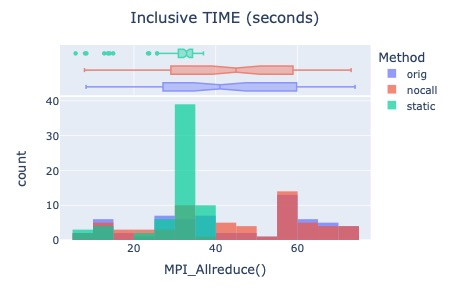 Inclusive TIME (seconds)
Method
orig
nocall
static
40
30
20
10
0
count
20
40
60
MPI_Allreduce()